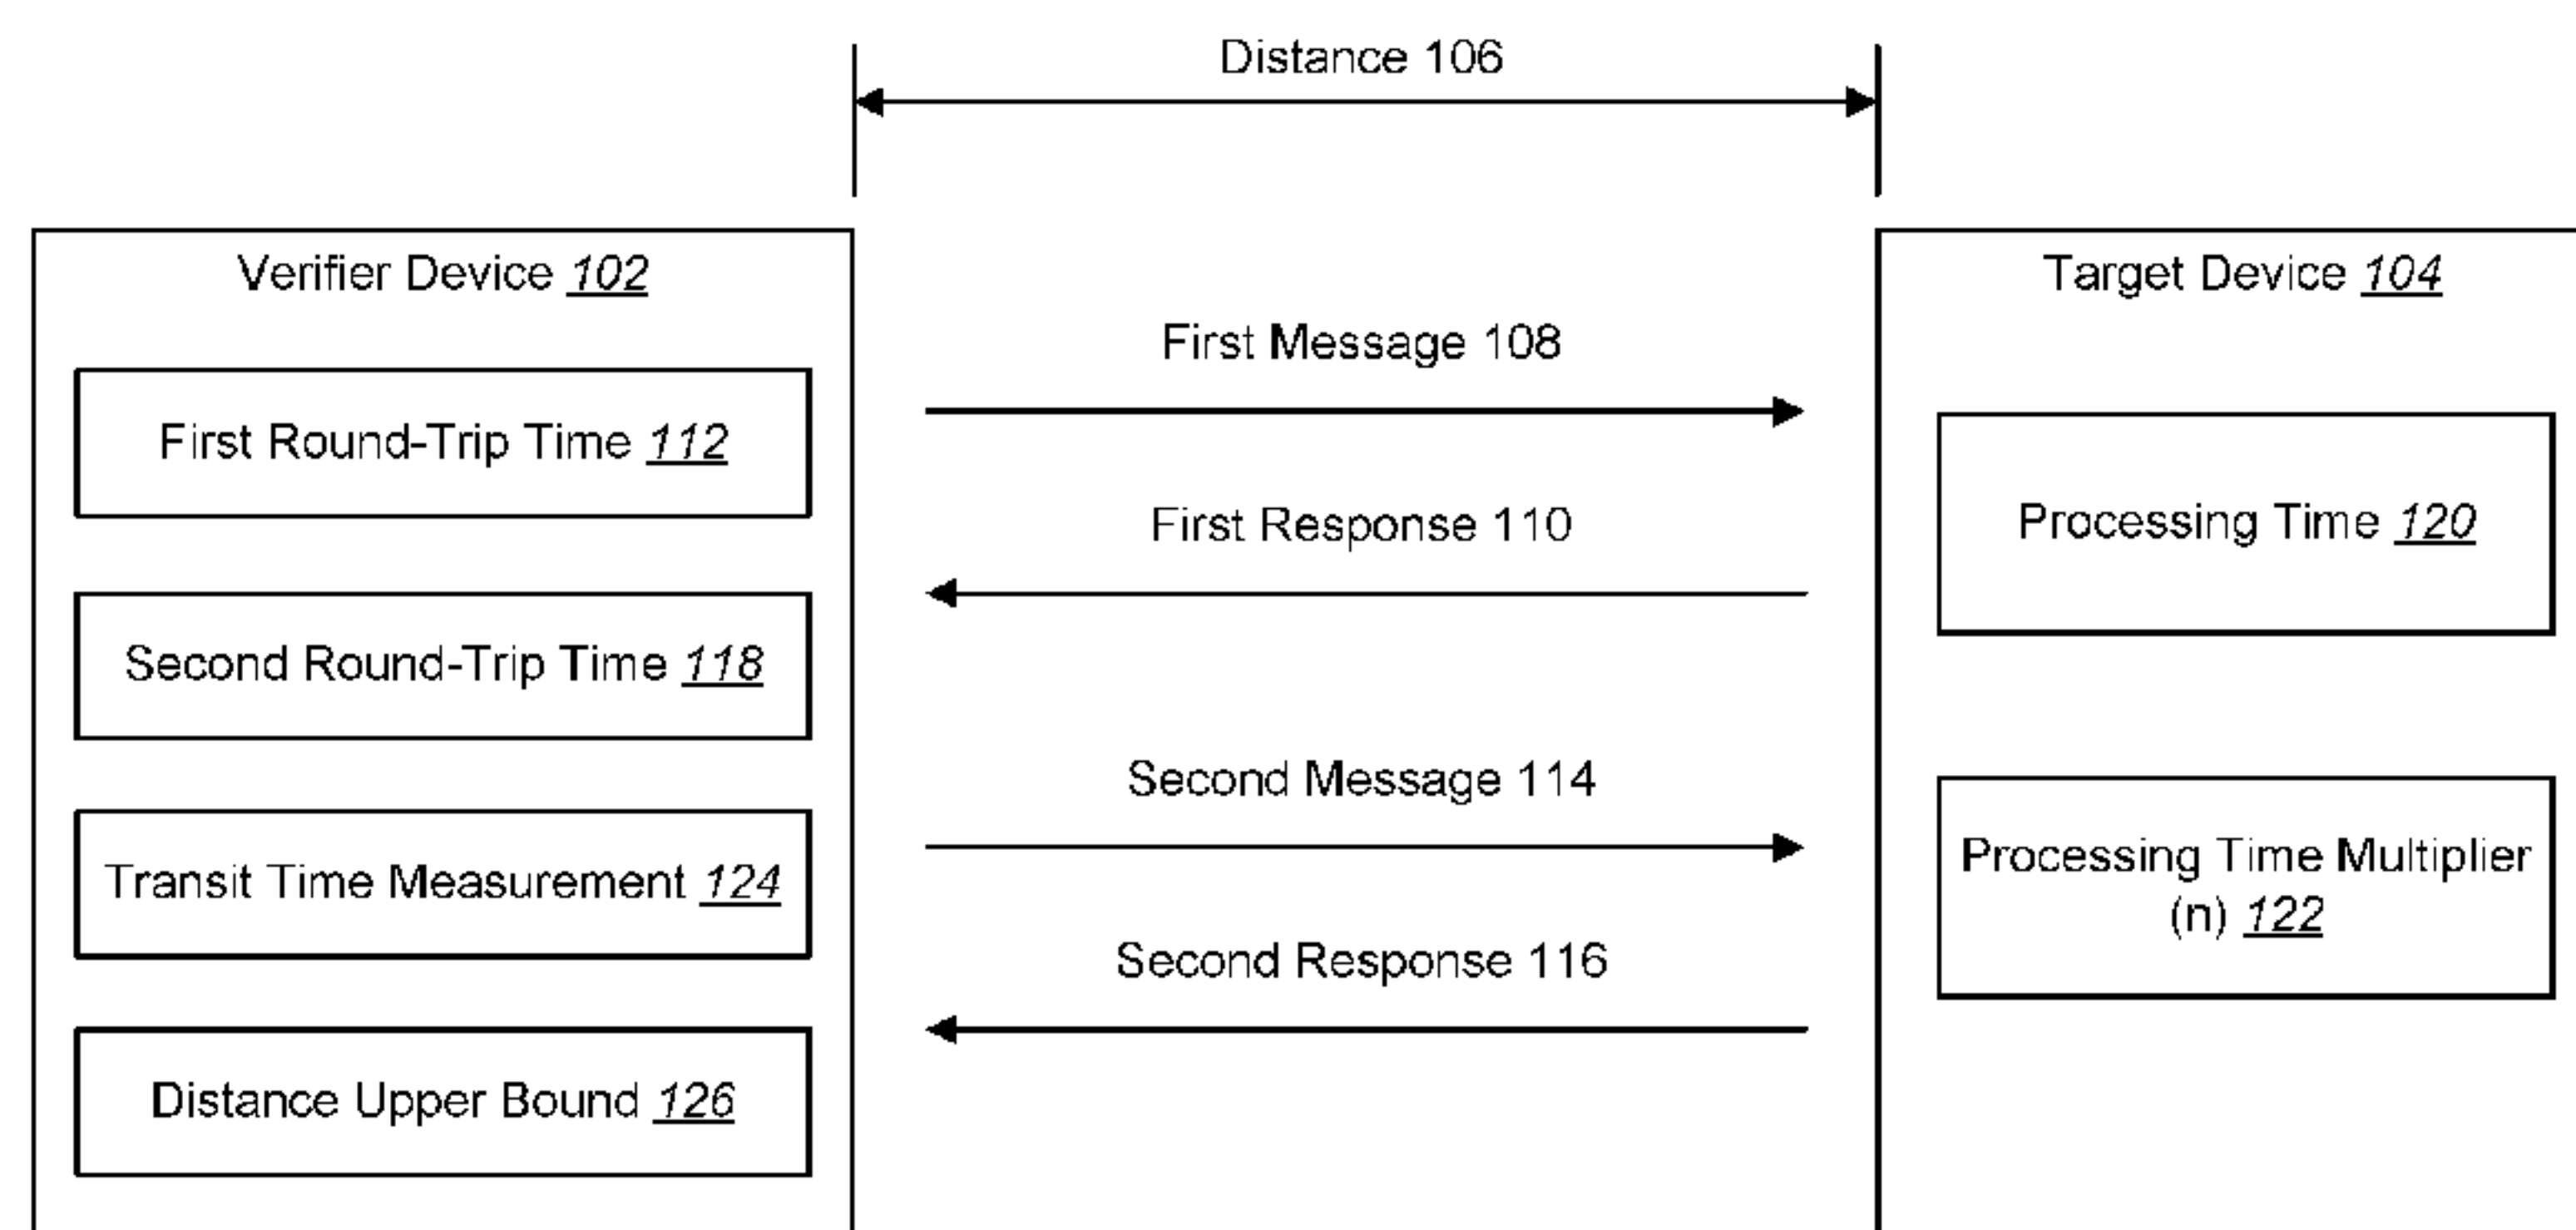 Distance 106
Verifier Device 102
First Round-Trip Time 112
Second Round-Trip Time 118
Transit Time Measurement 124
Distance Upper Bound 126
First Message 108
First Response 110
Second Message 114
Second Response 116
Target Device 104
Processing Time 120
Processing Time Multiplier
(n) 122